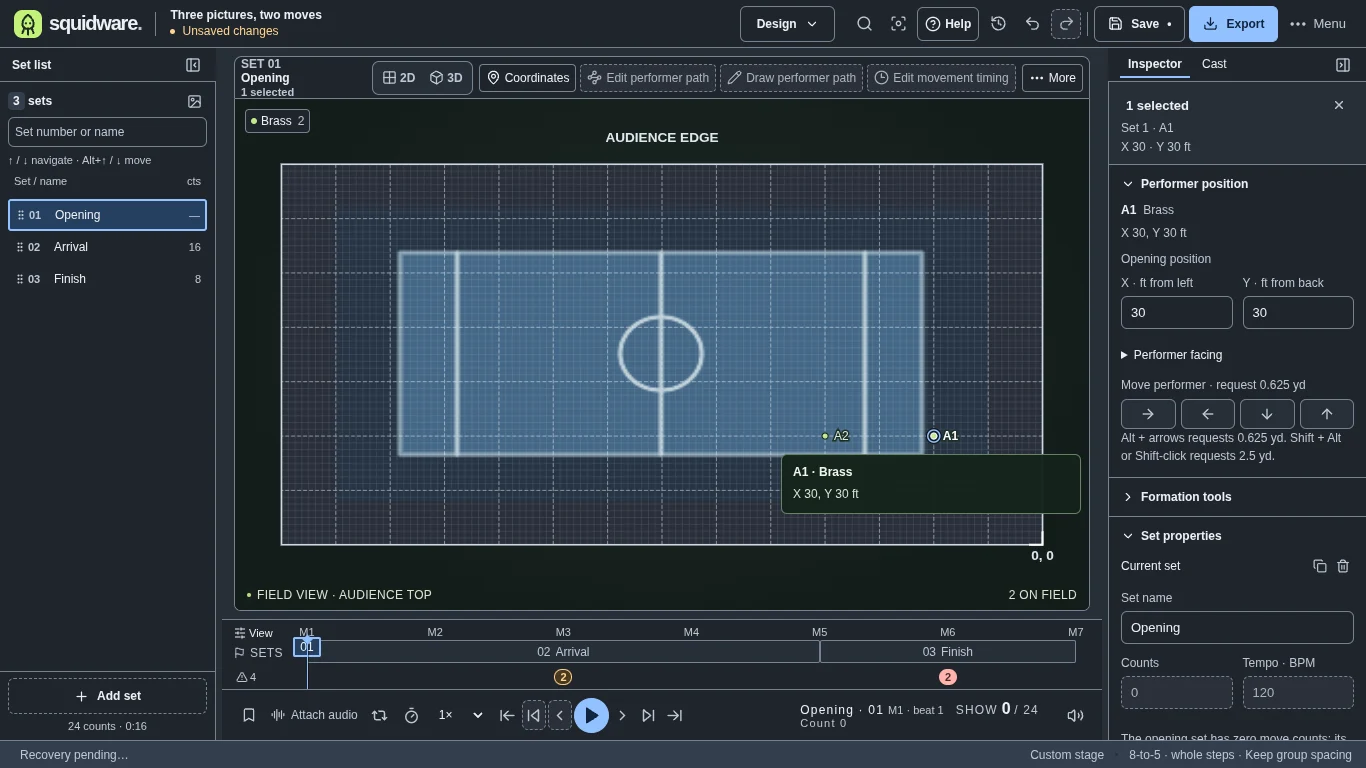 squidware.
Three pictures, two moves
Unsaved changes
Design
Help
Save •
Export
Menu
Set list
3 sets
Set number or name
↑ / ↓ navigate · Alt+↑ / ↓ move
Set / name cts
01 Opening —
02 Arrival 16
03 Finish 8
Add set
24 counts · 0:16
SET 01
Opening
1 selected
2D
3D
Coordinates
Edit performer path
Draw performer path
Edit movement timing
More
Brass 2
AUDIENCE EDGE
A2
A1
A1 · Brass
X 30, Y 30 ft
0, 0
FIELD VIEW · AUDIENCE TOP
2 ON FIELD
View M1 M2 M3 M4 M5 M6 M7
SETS 01 02 Arrival 03 Finish
4 2 2
Attach audio
1×
Opening · 01 M1 · beat 1 SHOW 0 / 24
Count 0
Inspector
Cast
1 selected
Set 1 · A1
X 30 · Y 30 ft
Performer position
A1 Brass
X 30, Y 30 ft
Opening position
X · ft from left Y · ft from back
30 30
Performer facing
Move performer · request 0.625 yd
Alt + arrows requests 0.625 yd. Shift + Alt
or Shift-click requests 2.5 yd.
Formation tools
Set properties
Current set
Set name
Opening
Counts Tempo · BPM
0 120
The opening set has zero move counts; its
Recovery pending…
Custom stage · 8-to-5 · whole steps · Keep group spacing